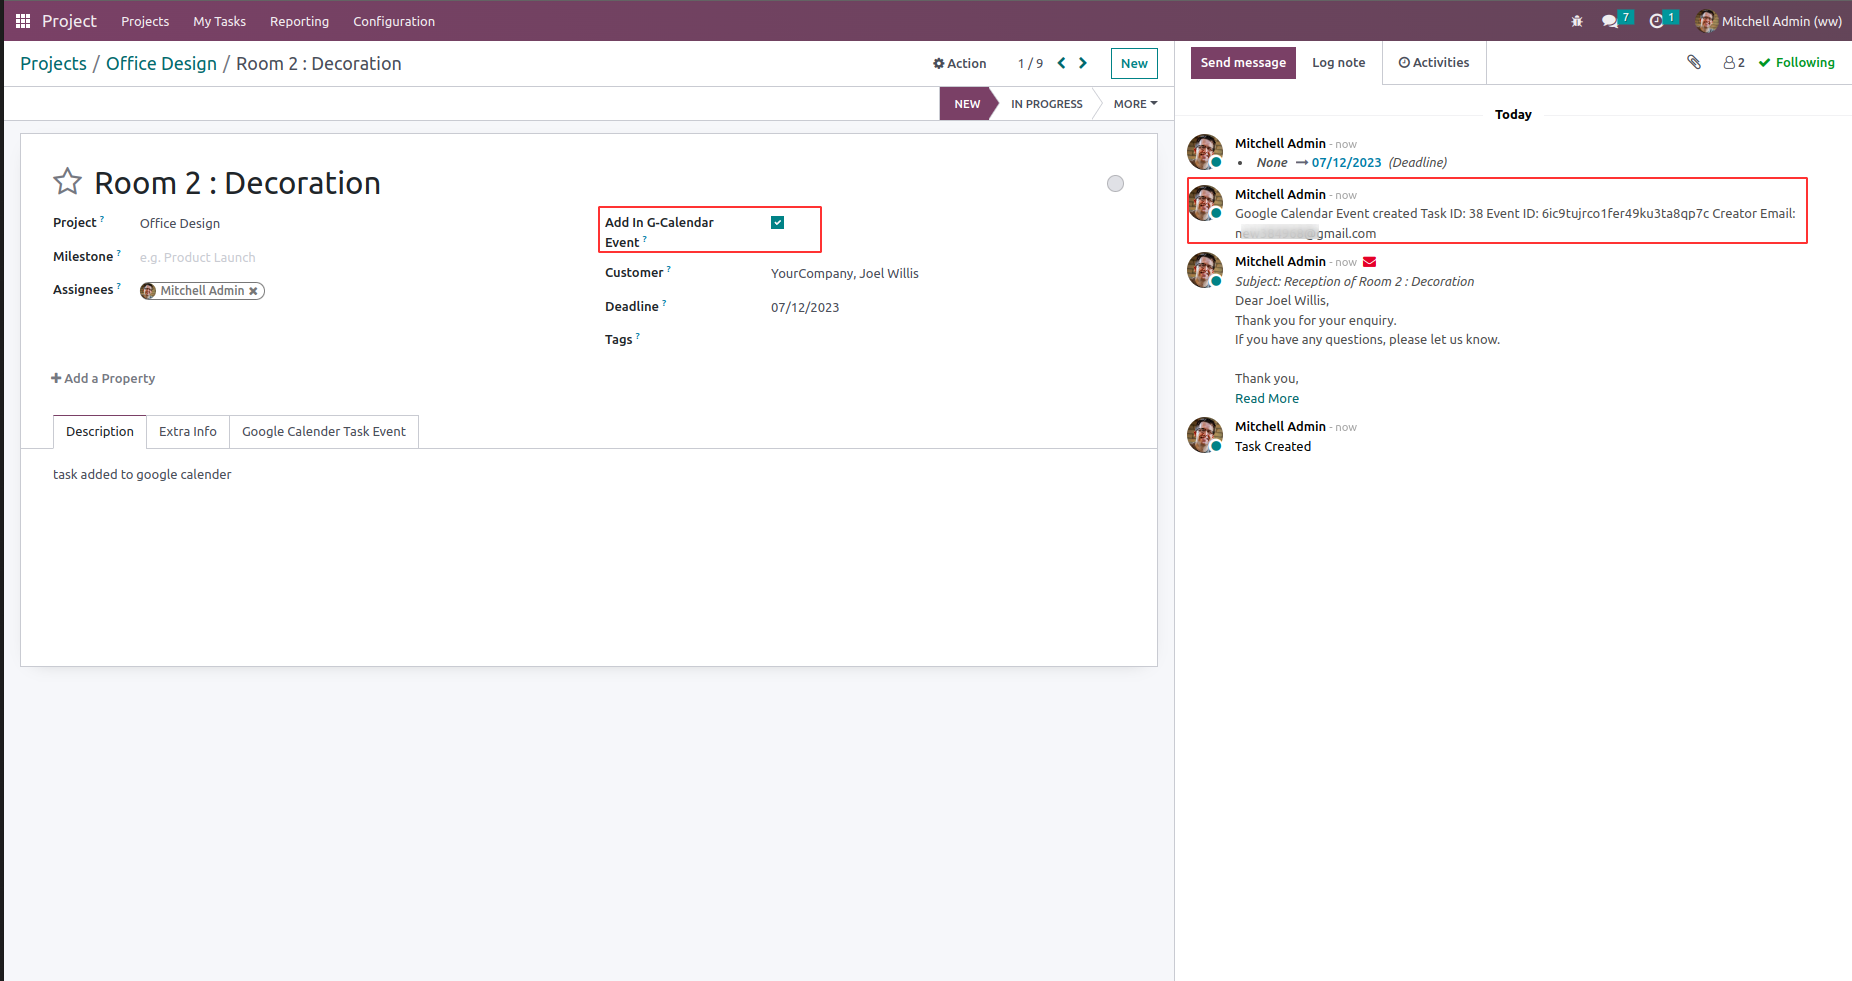 Project Projects My Tasks Reporting Configuration 7 1 Mitchell Admin (ww)
Projects / Office Design / Room 2 : Decoration Action 1 / 9 New
Send message Log note Activities 2 Following
NEW IN PROGRESS MORE
Room 2 : Decoration
Project ? Office Design
Milestone ? e.g. Product Launch
Assignees ? Mitchell Admin ✖
Add In G-Calendar
Event ?
Customer ? YourCompany, Joel Willis
Deadline ? 07/12/2023
Tags ?
+ Add a Property
Description Extra Info Google Calender Task Event
task added to google calender
Today
Mitchell Admin - now
• None → 07/12/2023 (Deadline)
Mitchell Admin - now
Google Calendar Event created Task ID: 38 Event ID: 6ic9tujrco1fer49ku3ta8qp7c Creator Email:
gmail.com
Mitchell Admin - now
Subject: Reception of Room 2 : Decoration
Dear Joel Willis,
Thank you for your enquiry.
If you have any questions, please let us know.
Thank you,
Read More
Mitchell Admin - now
Task Created